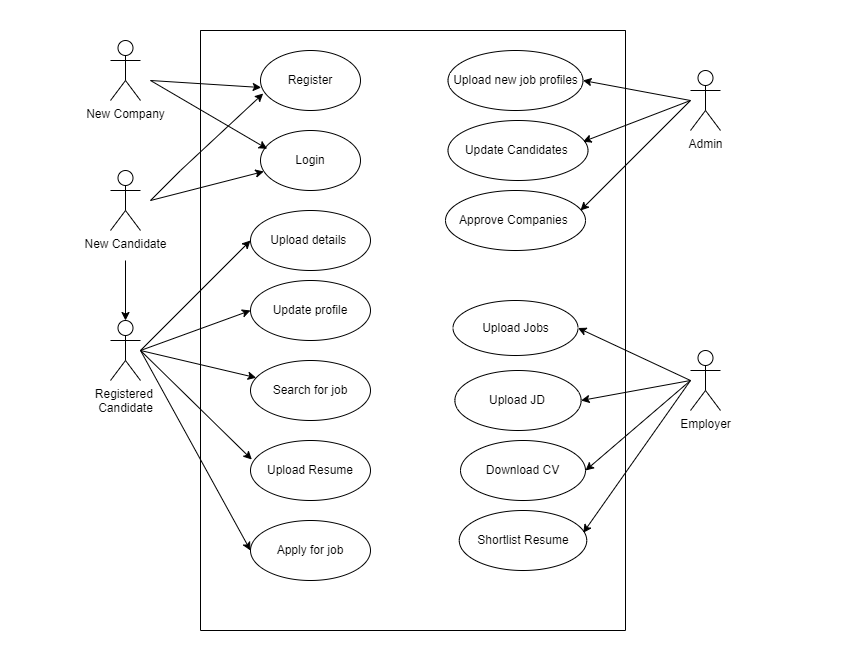 New Company
New Candidate
Registered
Candidate
Register
Login
Upload details
Update profile
Search for job
Upload Resume
Apply for job
Upload new job profiles
Update Candidates
Approve Companies
Upload Jobs
Upload JD
Download CV
Shortlist Resume
Admin
Employer